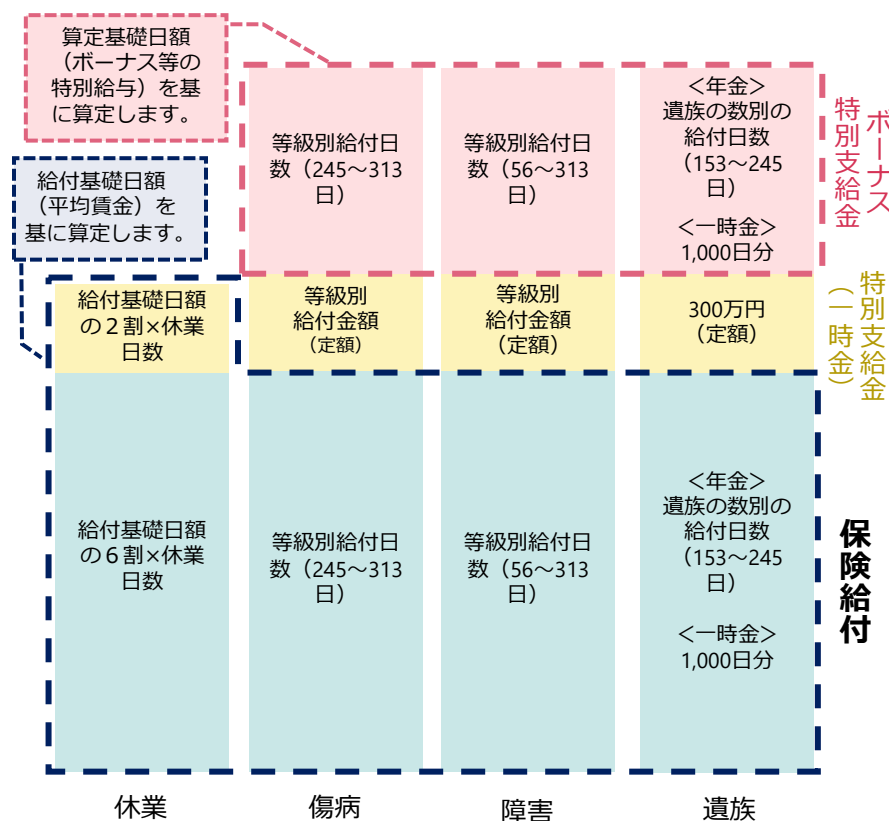 算定基礎日額
（ボーナス等の
特別給与）を基
に算定します。
給付基礎日額
（平均賃金）を
基に算定します。
等級別給付日
数（245～313
日）
等級別給付日
数（56～313
日）
＜年金＞
遺族の数別の
給付日数
（153～245
日）
＜一時金＞
1,000日分
ボーナス
特別支給金
給付基礎日額
の２割×休業
日数
等級別
給付金額
（定額）
等級別
給付金額
（定額）
300万円
（定額）
特別支給金
（一時金）
給付基礎日額
の６割×休業
日数
等級別給付日
数（245～313
日）
等級別給付日
数（56～313
日）
＜年金＞
遺族の数別の
給付日数
（153～245
日）
＜一時金＞
1,000日分
保険給付
休業
傷病
障害
遺族